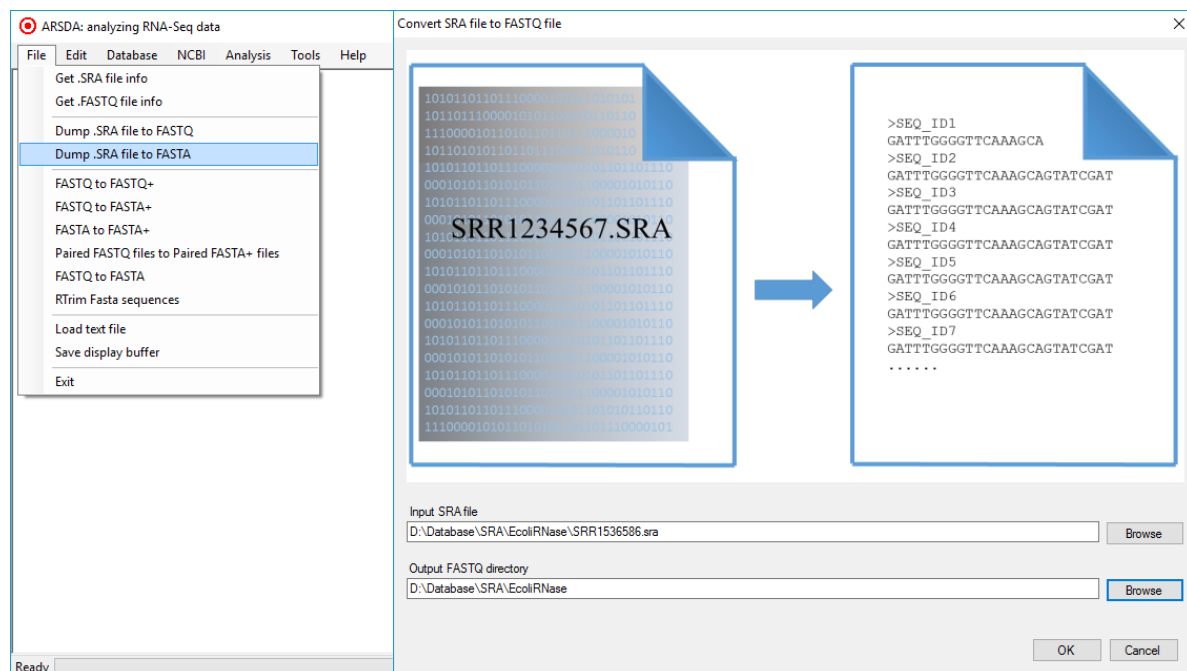 ARSDA: analyzing RNA-Seq data
File Edit Database NCBI Analysis Tools Help
Get .SRA file info
Get .FASTQ file info
Dump .SRA file to FASTQ
Dump .SRA file to FASTA
FASTQ to FASTQ+
FASTQ to FASTA+
FASTA to FASTA+
Paired FASTQ files to Paired FASTA+ files
FASTQ to FASTA
RTrim Fasta sequences
Load text file
Save display buffer
Exit
Ready
Convert SRA file to FASTQ file
SRR1234567.SRA
>SEQ_ID1
GATTTGGGGTTCAAAGCA
>SEQ_ID2
GATTTGGGGTTCAAAGCAGTATCGAT
>SEQ_ID3
GATTTGGGGTTCAAAGCAGTATCGAT
>SEQ_ID4
GATTTGGGGTTCAAAGCAGTATCGAT
>SEQ_ID5
GATTTGGGGTTCAAAGCAGTATCGAT
>SEQ_ID6
GATTTGGGGTTCAAAGCAGTATCGAT
>SEQ_ID7
GATTTGGGGTTCAAAGCAGTATCGAT
......
Input SRA file
D:\Database\SRA\EcoliRNase\SRR1536586.sra
Browse
Output FASTQ directory
D:\Database\SRA\EcoliRNase
Browse
OK Cancel